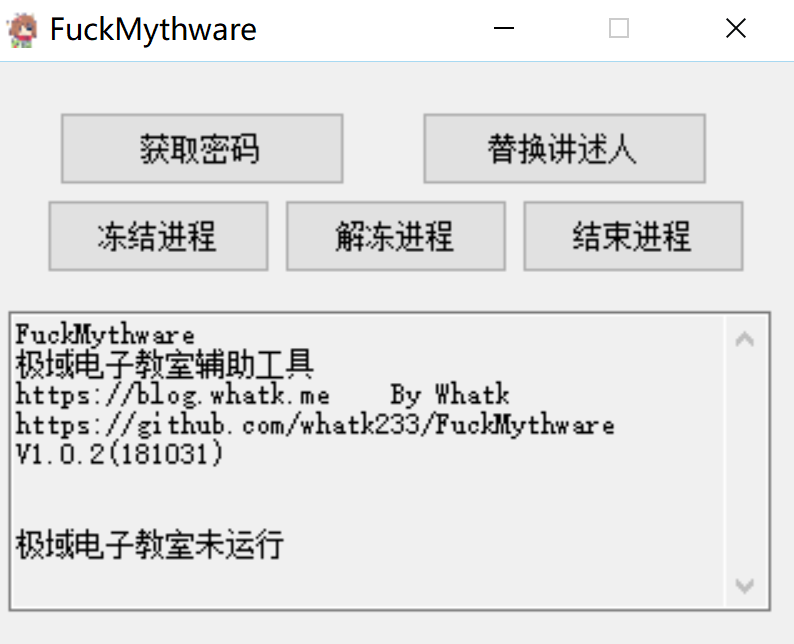 FuckMythware
获取密码
替换讲述人
冻结进程
解冻进程
结束进程
FuckMythware
极域电子教室辅助工具
https://blog.whatk.me    By Whatk
https://github.com/whatk233/FuckMythware
V1.0.2(181031)
极域电子教室未运行